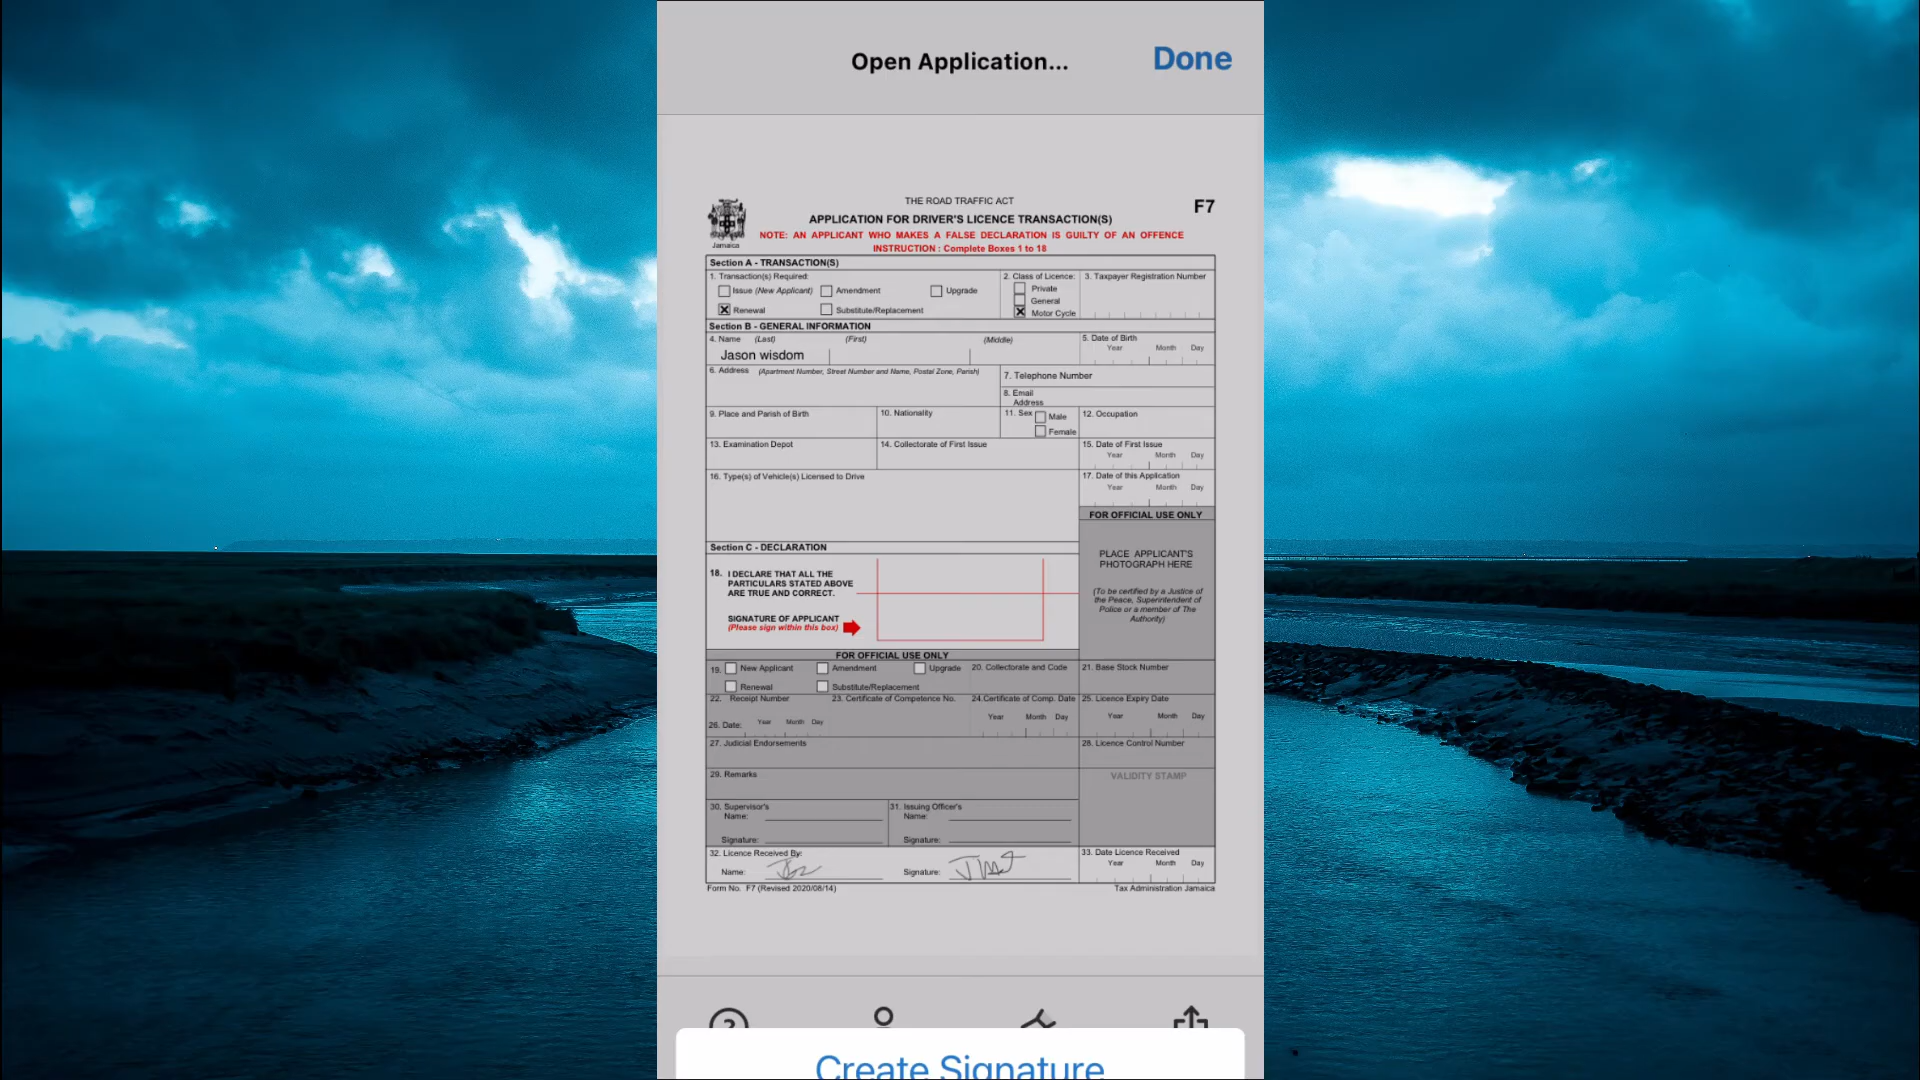 Open Application...
Done
THE ROAD TRAFFIC ACT
F7
APPLICATION FOR DRIVER'S LICENCE TRANSACTION(S)
NOTE: AN APPLICANT WHO MAKES A FALSE DECLARATION IS GUILTY OF AN OFFENCE
Jamaica
INSTRUCTION : Complete Boxes 1 to 18
Section A - TRANSACTION(S)
1. Transaction(s) Required:
2. Class of Licence:
3. Taxpayer Registration Number
Issue (New Applicant)
Amendment
Upgrade
Private
General
Renewal
Substitute/Replacement
Motor Cycle
Section B - GENERAL INFORMATION
4. Name (Last) (First) (Middle)
5. Date of Birth
Year Month Day
Jason wisdom
6. Address (Apartment Number, Street Number and Name, Postal Zone, Parish)
7. Telephone Number
8. Email
Address
9. Place and Parish of Birth
10. Nationality
11. Sex
Male
Female
12. Occupation
13. Examination Depot
14. Collectorate of First Issue
15. Date of First Issue
Year Month Day
16. Type(s) of Vehicle(s) Licensed to Drive
17. Date of this Application
Year Month Day
FOR OFFICIAL USE ONLY
Section C - DECLARATION
PLACE APPLICANT'S
PHOTOGRAPH HERE
(To be certified by a Justice of
the Peace, Superintendent of
Police or a member of The
Authority)
18. I DECLARE THAT ALL THE
PARTICULARS STATED ABOVE
ARE TRUE AND CORRECT.
SIGNATURE OF APPLICANT
(Please sign within this box)
FOR OFFICIAL USE ONLY
19. New Applicant
Amendment
Upgrade
20. Collectorate and Code
21. Base Stock Number
Renewal
Substitute/Replacement
22. Receipt Number
23. Certificate of Competence No.
24.Certificate of Comp. Date
25. Licence Expiry Date
Year Month Day
Year Month Day
26. Date: Year Month Day
27. Judicial Endorsements
28. Licence Control Number
29. Remarks
VALIDITY STAMP
30. Supervisor's
Name:
Signature:
31. Issuing Officer's
Name:
Signature:
32. Licence Received By:
Name:
Signature:
33. Date Licence Received
Year Month Day
Form No. F7 (Revised 2020/08/14)
Tax Administration Jamaica
Create Signature